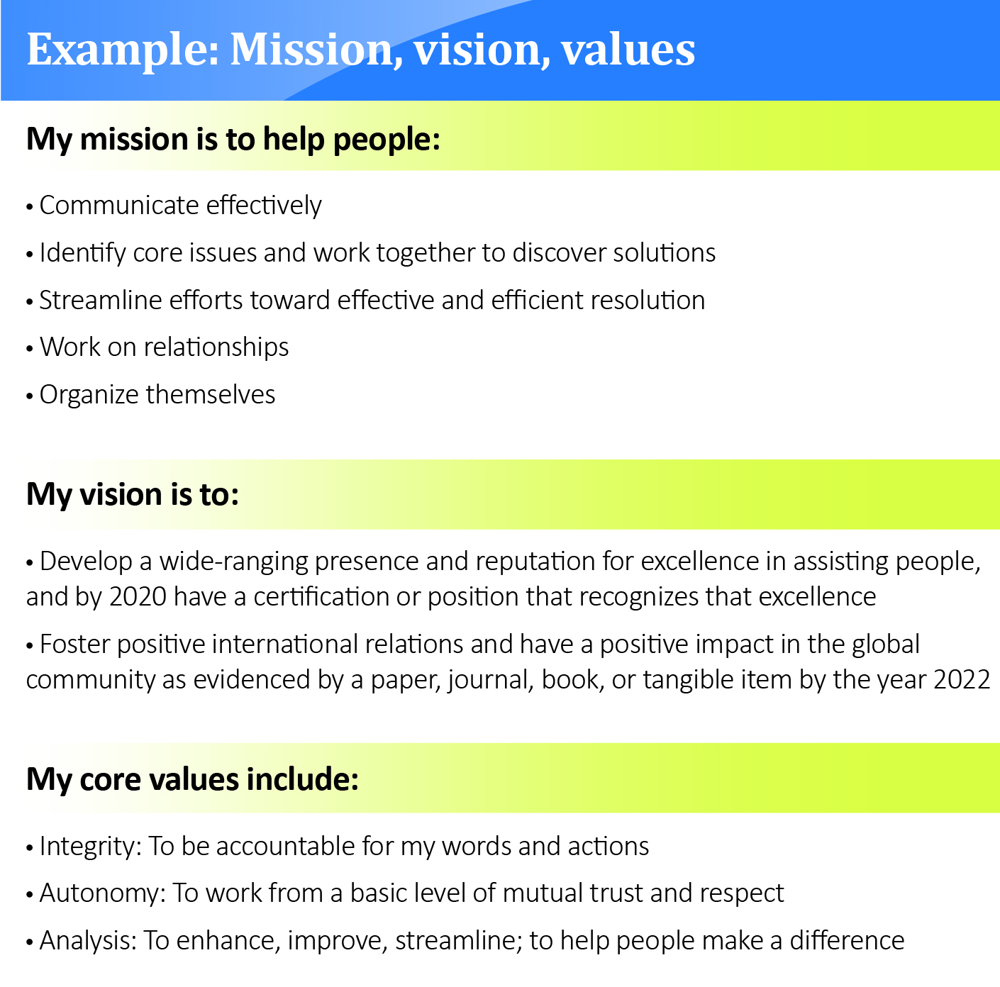 Example: Mission, vision, values
My mission is to help people:
• Communicate effectively
• Identify core issues and work together to discover solutions
• Streamline efforts toward effective and efficient resolution
• Work on relationships
• Organize themselves
My vision is to:
• Develop a wide-ranging presence and reputation for excellence in assisting people,
and by 2020 have a certification or position that recognizes that excellence
• Foster positive international relations and have a positive impact in the global
community as evidenced by a paper, journal, book, or tangible item by the year 2022
My core values include:
• Integrity: To be accountable for my words and actions
• Autonomy: To work from a basic level of mutual trust and respect
• Analysis: To enhance, improve, streamline; to help people make a difference